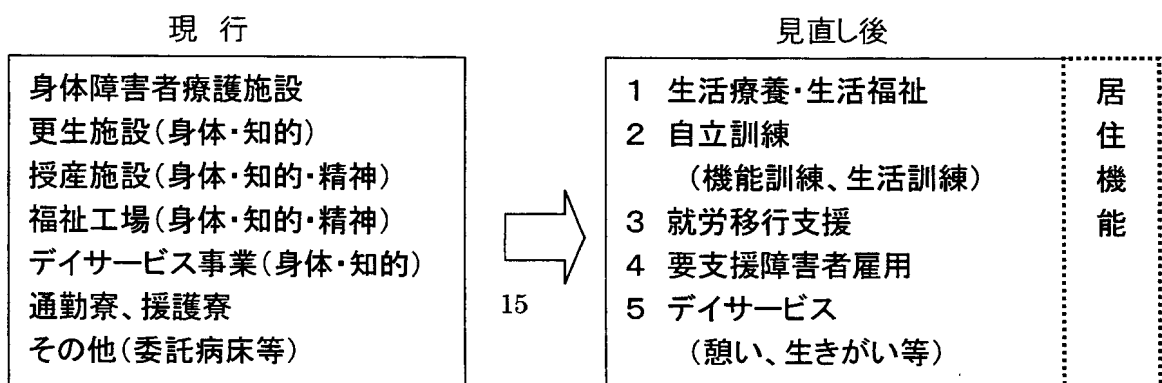 現 行
身体障害者療護施設
更生施設(身体・知的)
授産施設(身体・知的・精神)
福祉工場(身体・知的・精神)
デイサービス事業(身体・知的)
通勤寮、援護寮
その他(委託病床等)
15
見直し後
1 生活療養・生活福祉
2 自立訓練
(機能訓練、生活訓練)
3 就労移行支援
4 要支援障害者雇用
5 デイサービス
(憩い、生きがい等)
居
住
機
能